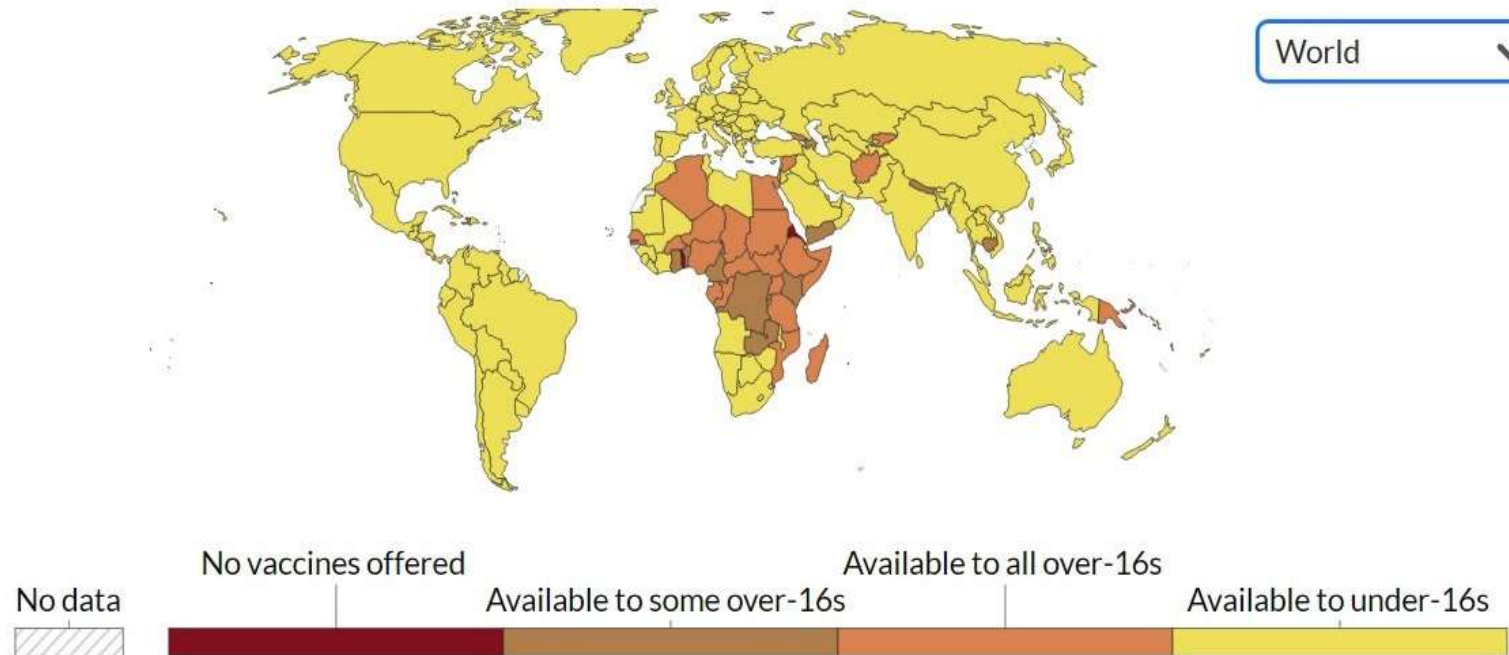 World
No vaccines offered
Available to all over-16s
No data
Available to some over-16s
Available to under-16s